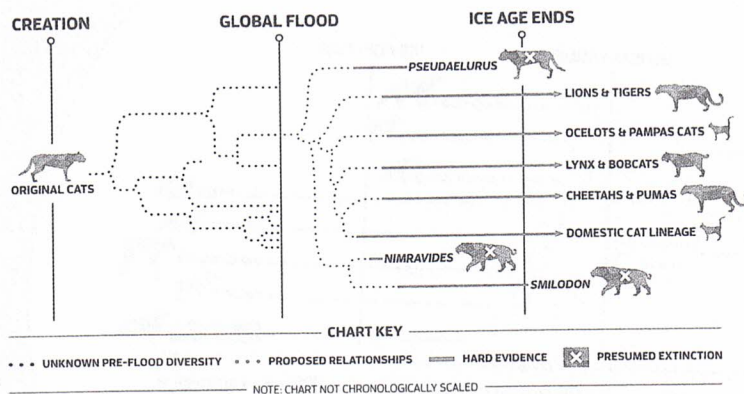 CREATION
GLOBAL FLOOD
ICE AGE ENDS
PSEUDAELURUS
LIONS & TIGERS
OCELOTS & PAMPAS CATS
LYNX & BOBCATS
ORIGINAL CATS
CHEETAHS & PUMAS
DOMESTIC CAT LINEAGE
NIMRAVIDES
SMILODON
CHART KEY
UNKNOWN PRE-FLOOD DIVERSITY
PROPOSED RELATIONSHIPS
HARD EVIDENCE
PRESUMED EXTINCTION
NOTE: CHART NOT CHRONOLOGICALLY SCALED